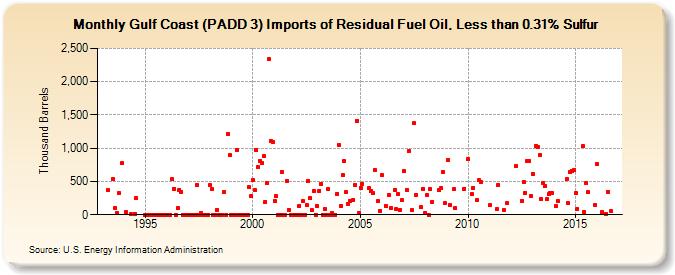 Monthly Gulf Coast (PADD 3) Imports of Residual Fuel Oil, Less than 0.31% Sulfur
Thousand Barrels
2,500
2,000
1,500
1,000
500
0
1995 2000 2005 2010 2015
Source: U.S. Energy Information Administration